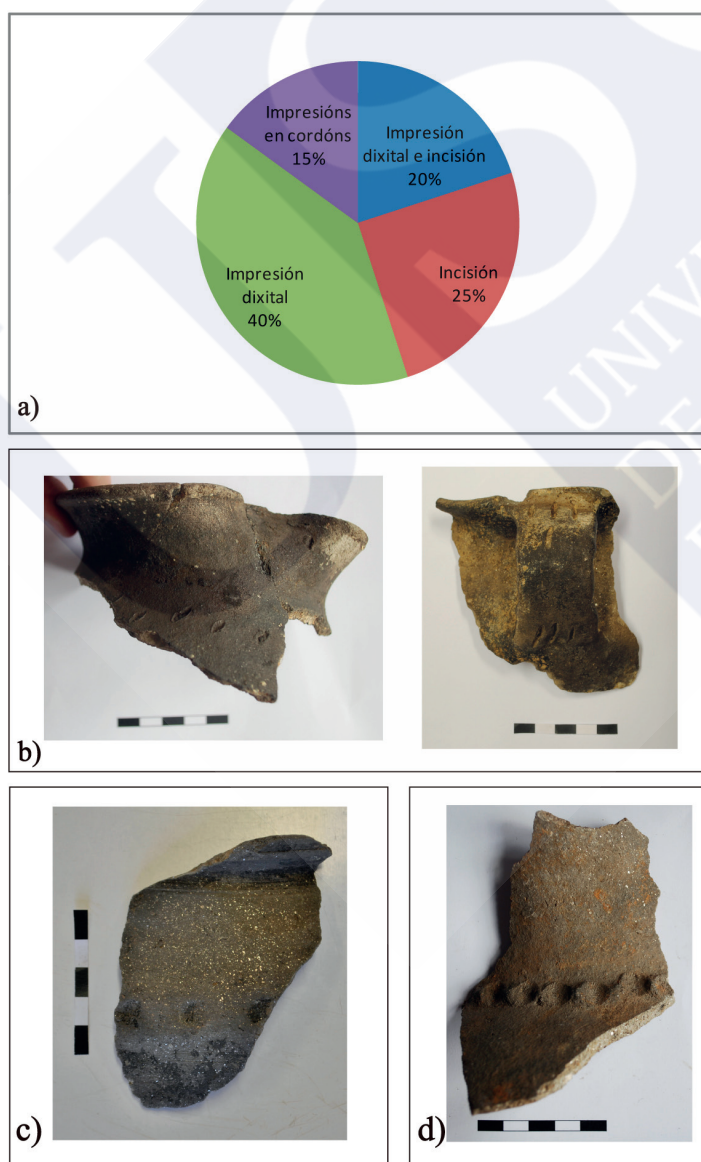 Impresións
en cordóns
15%
Impresión
dixital e incisión
20%
Impresión
dixital
40%
Incisión
25%
a)
b)
c)
d)